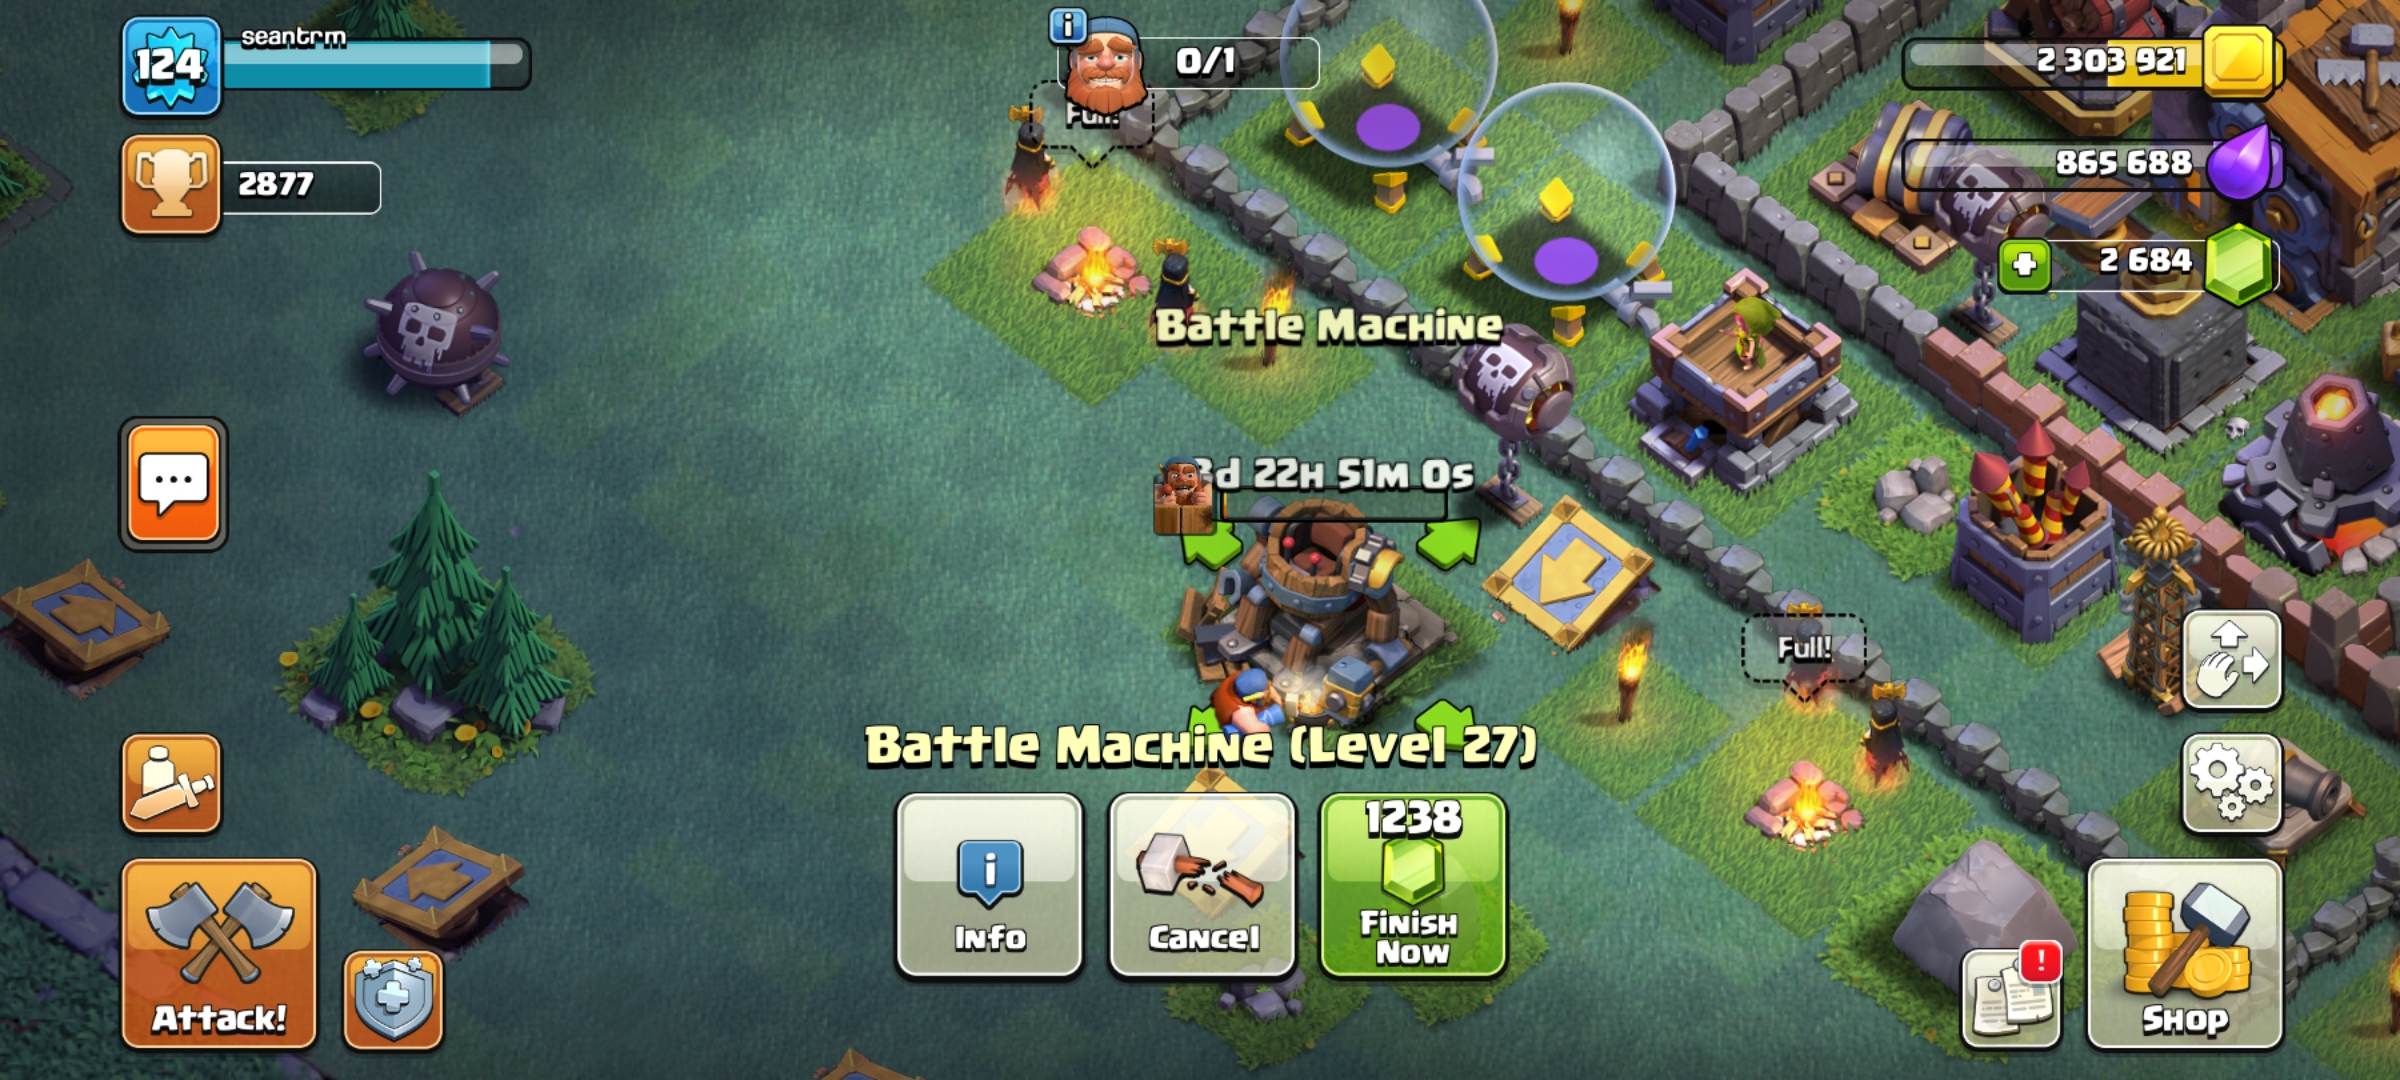 124
seantrm
0/1
2 303 921
Full!
865 688
2877
2 684
Battle Machine
22H 51M 0s
Full!
Battle Machine (Level 27)
1238
Info
Cancel
Finish
Now
!
Attack!
Shop